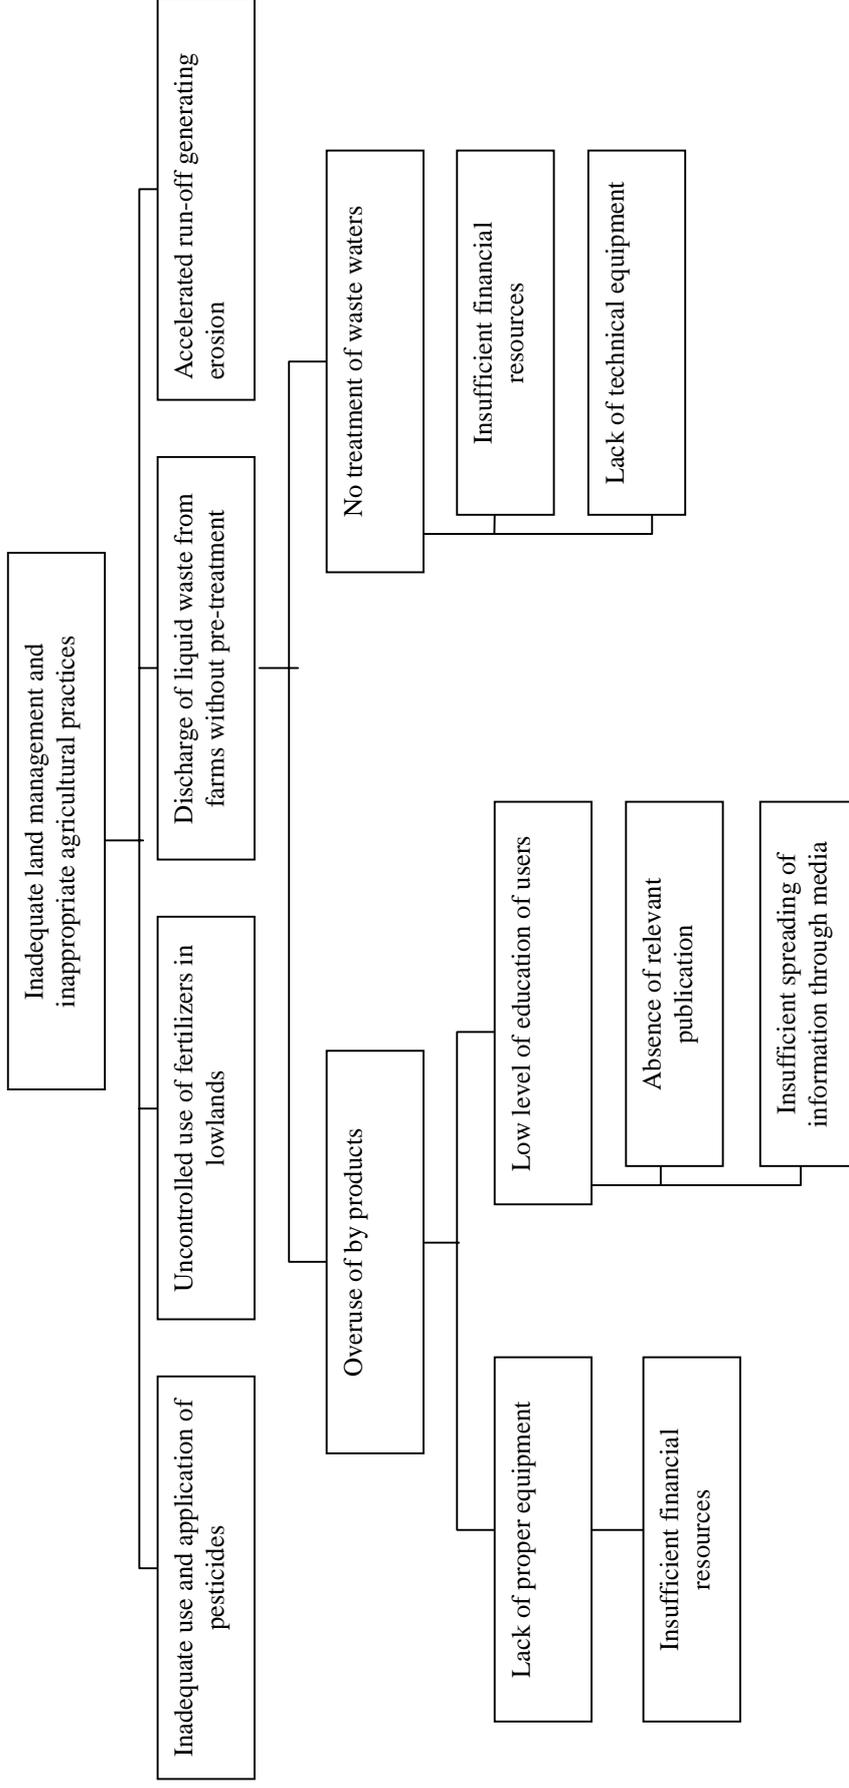 Inadequate land management and
inappropriate agricultural practices
Inadequate use and application of
pesticides
Uncontrolled use of fertilizers in
lowlands
Discharge of liquid waste from
farms without pre-treatment
Accelerated run-off generating
erosion
Overuse of by products
No treatment of waste waters
Lack of proper equipment
Insufficient financial
resources
Low level of education of users
Absence of relevant
publication
Insufficient spreading of
information through media
Insufficient financial
resources
Lack of technical equipment